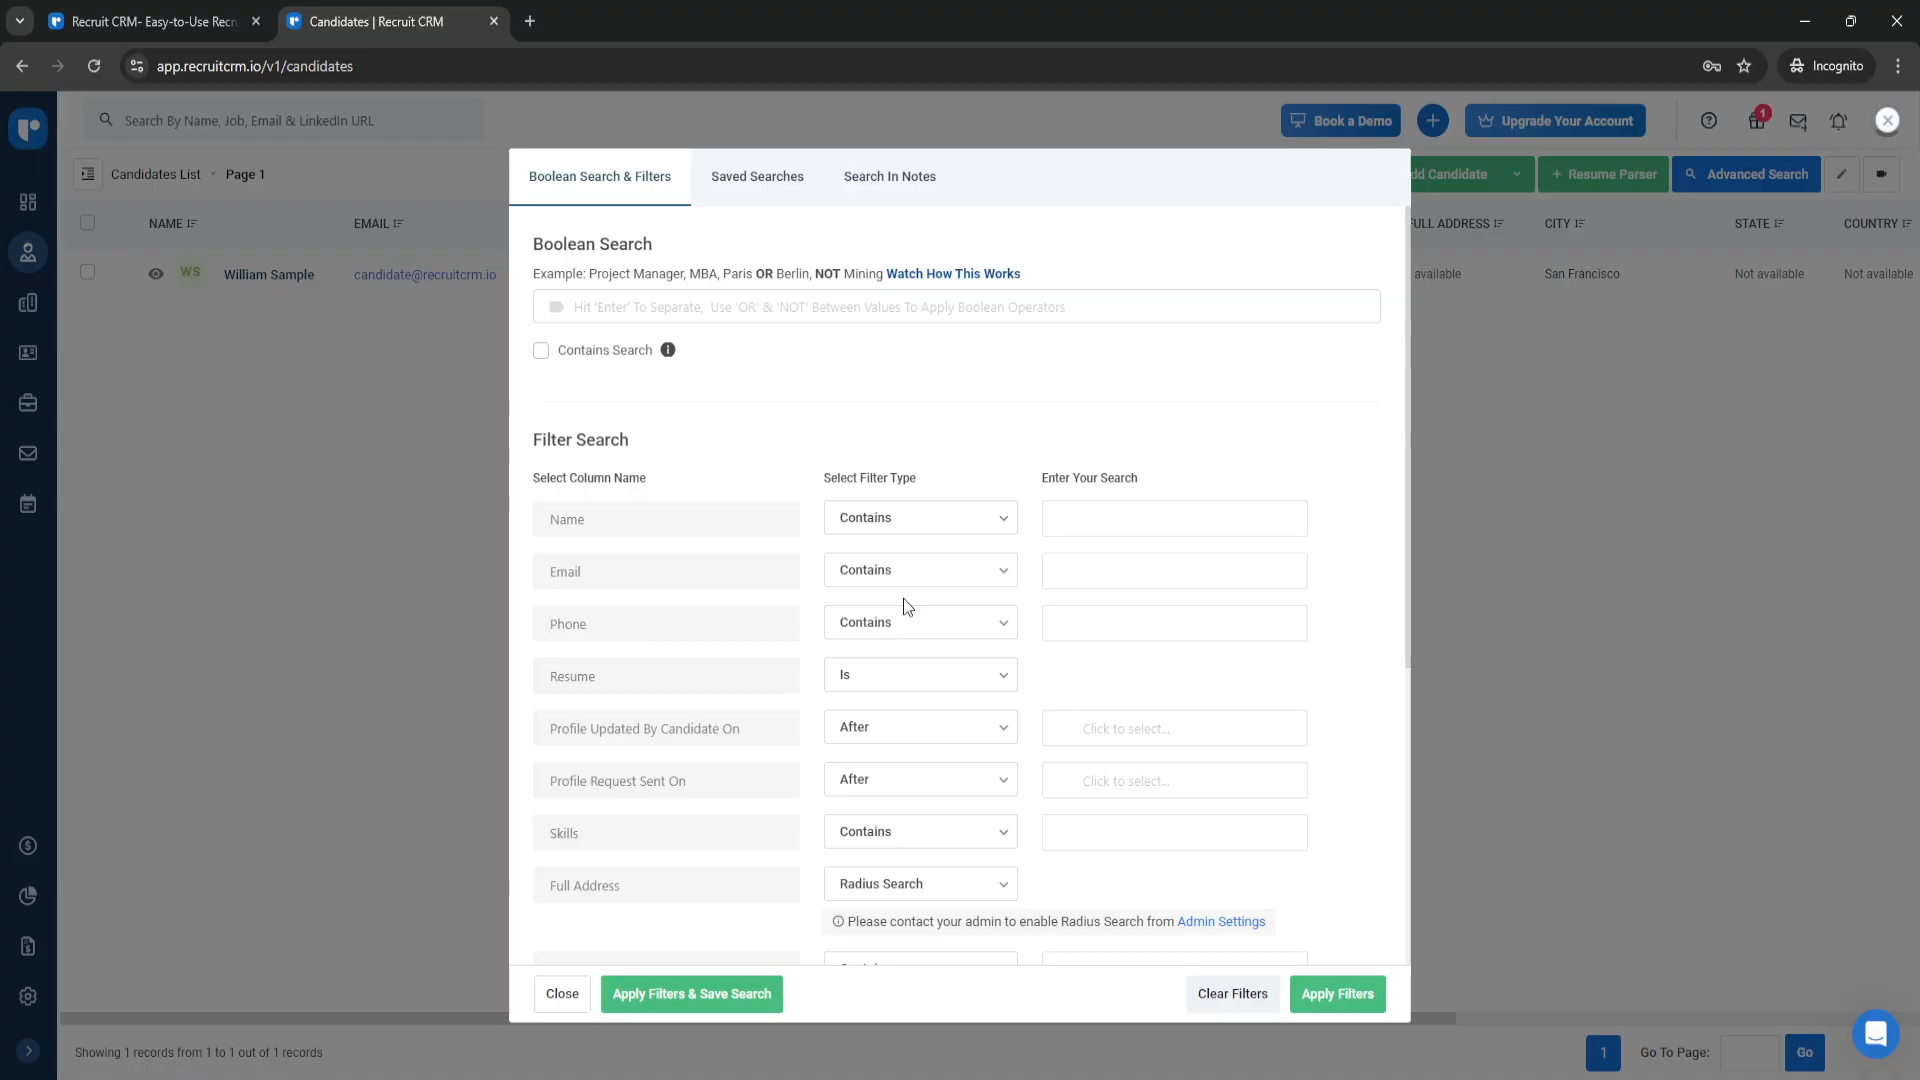 Recruit CRM- Easy-to-Use Recr
Candidates | Recruit CRM
app.recruitcrm.io/v1/candidates
Incognito
Search By Name, Job, Email & LinkedIn URL
Book a Demo
Upgrade Your Account
1
Candidates List • Page 1
dd Candidate
+ Resume Parser
Advanced Search
NAME
EMAIL
FULL ADDRESS
CITY
STATE
COUNTRY
WS
William Sample
candidate@recruitcrm.io
available
San Francisco
Not available
Not available
Boolean Search & Filters
Saved Searches
Search In Notes
Boolean Search
Example: Project Manager, MBA, Paris OR Berlin, NOT Mining Watch How This Works
Hit 'Enter' To Separate, Use 'OR' & 'NOT' Between Values To Apply Boolean Operators
Contains Search
Filter Search
Select Column Name
Select Filter Type
Enter Your Search
Name
Contains
Email
Contains
Phone
Contains
Resume
Is
Profile Updated By Candidate On
After
Click to select...
Profile Request Sent On
After
Click to select...
Skills
Contains
Full Address
Radius Search
Please contact your admin to enable Radius Search from Admin Settings
Close
Apply Filters & Save Search
Clear Filters
Apply Filters
Showing 1 records from 1 to 1 out of 1 records
1
Go To Page:
Go